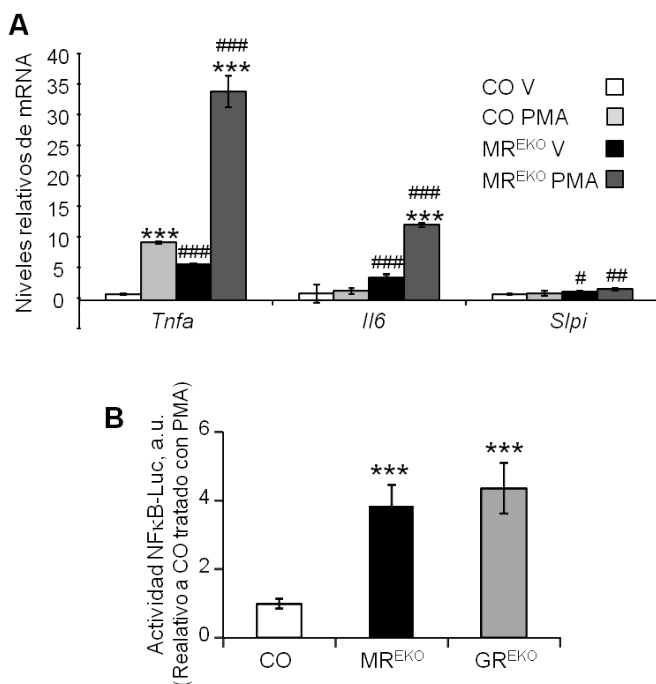 A
Niveles relativos de mRNA
40
35
30
25
20
15
10
5
0
***
###
###
***
###
###
***
#
##
CO V
CO PMA
MR^EKO V
MR^EKO PMA
Tnfa
Il6
Slpi
B
Actividad NFκB-Luc, a.u.
(Realativo a CO tratado con PMA)
6
4
2
0
***
***
CO
MR^EKO
GR^EKO